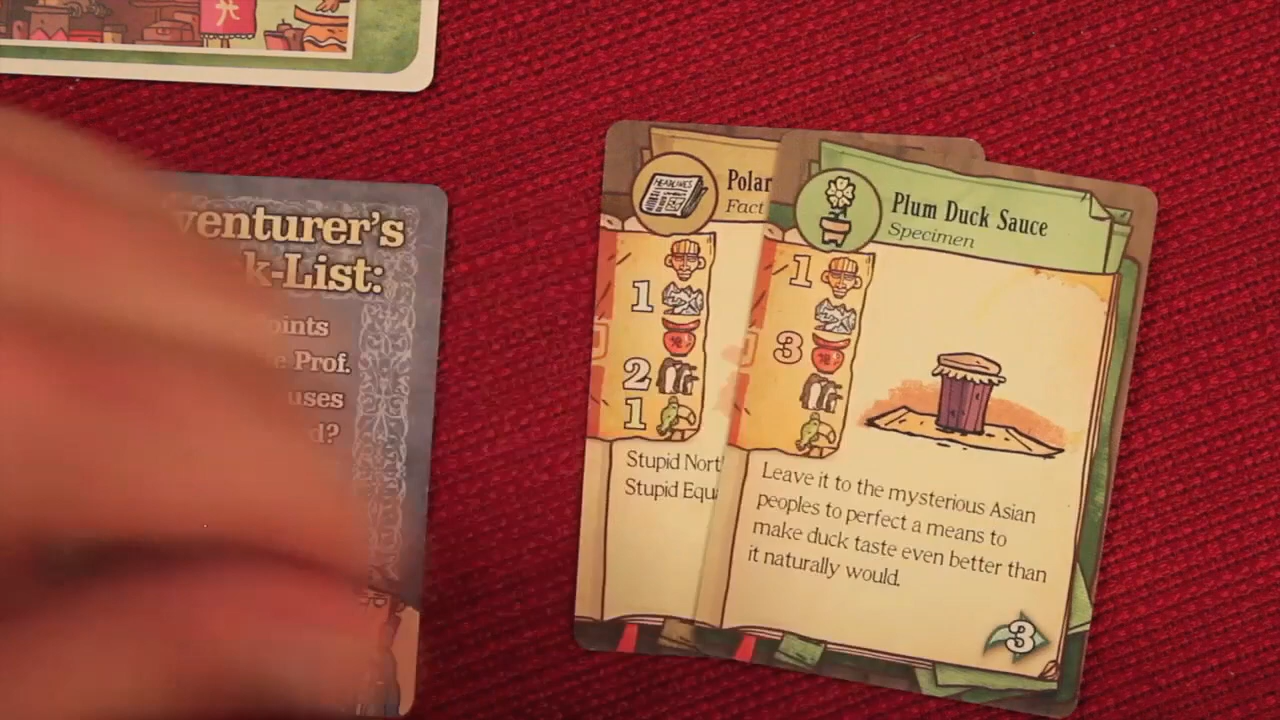 venturer's
k-List:
oints
e Prof.
uses
d?
HEADLINES
Polar
Fact
1
2
1
Stupid Nort
Stupid Equ
Plum Duck Sauce
Specimen
1
3
Leave it to the mysterious Asian
peoples to perfect a means to
make duck taste even better than
it naturally would.
3